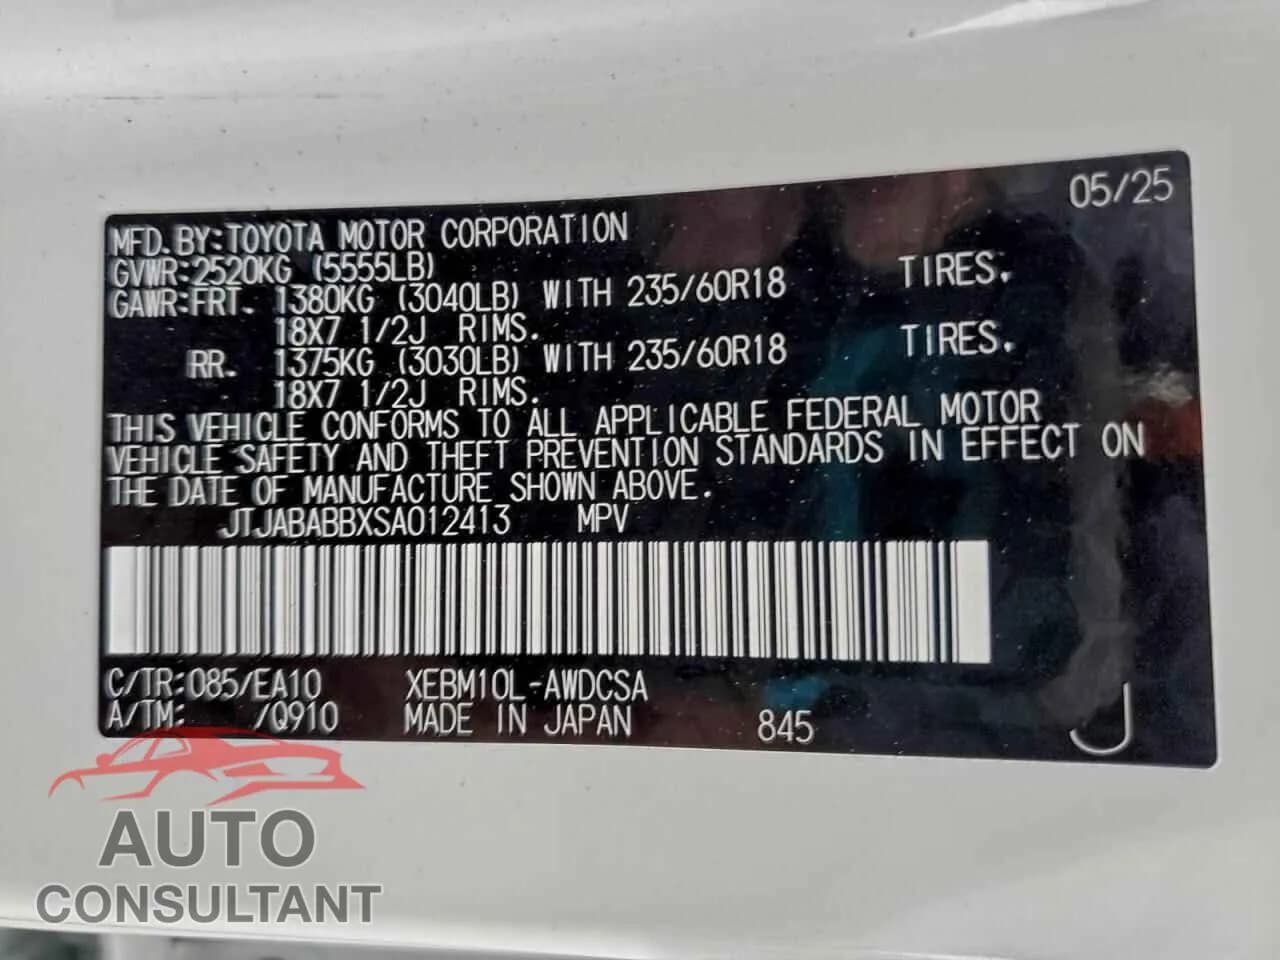 05/25
MFD.BY:TOYOTA MOTOR CORPORATION
GVWR:2520KG (5555LB)
GAWR:FRT. 1380KG (3040LB) WITH 235/60R18 TIRES.
18X7 1/2J RIMS.
RR. 1375KG (3030LB) WITH 235/60R18 TIRES.
18X7 1/2J RIMS.
THIS VEHICLE CONFORMS TO ALL APPLICABLE FEDERAL MOTOR
VEHICLE SAFETY AND THEFT PREVENTION STANDARDS IN EFFECT ON
THE DATE OF MANUFACTURE SHOWN ABOVE.
JTJABABBXSA012413 MPV
C/TR:085/EA10 XEBM10L-AWDCSA
A/TM: /Q910 MADE IN JAPAN 845 J
AUTO
CONSULTANT